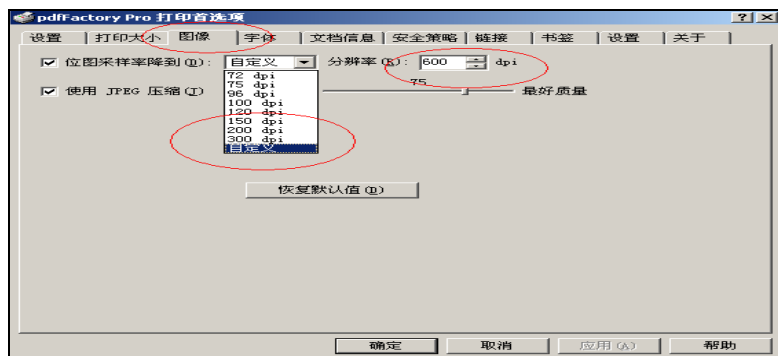 pdfFactory Pro 打印首选项
设置 打印大小 图像 字体 文档信息 安全策略 链接 书签 设置 关于
位图采样率降到(D): 自定义 分辨率(R): 600 dpi
72 dpi
75 dpi
使用 JPEG 压缩(J) 75 最好质量
96 dpi
100 dpi
120 dpi
150 dpi
200 dpi
300 dpi
自定义
恢复默认值(D)
确定 取消 应用(A) 帮助